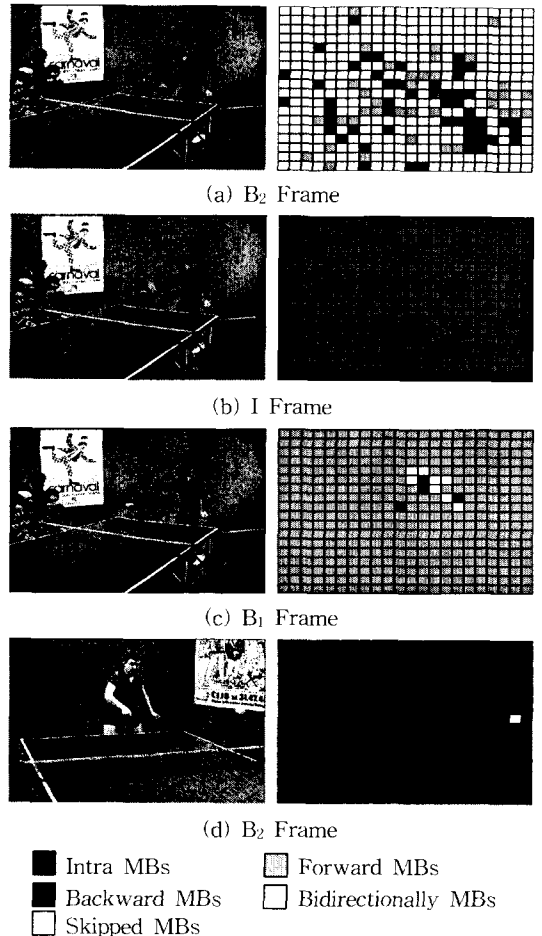 carnaval
(a) B₂ Frame
carnaval
(b) I Frame
carnaval
(c) B₁ Frame
(d) B₂ Frame
Intra MBs
Forward MBs
Backward MBs
Bidirectionally MBs
Skipped MBs